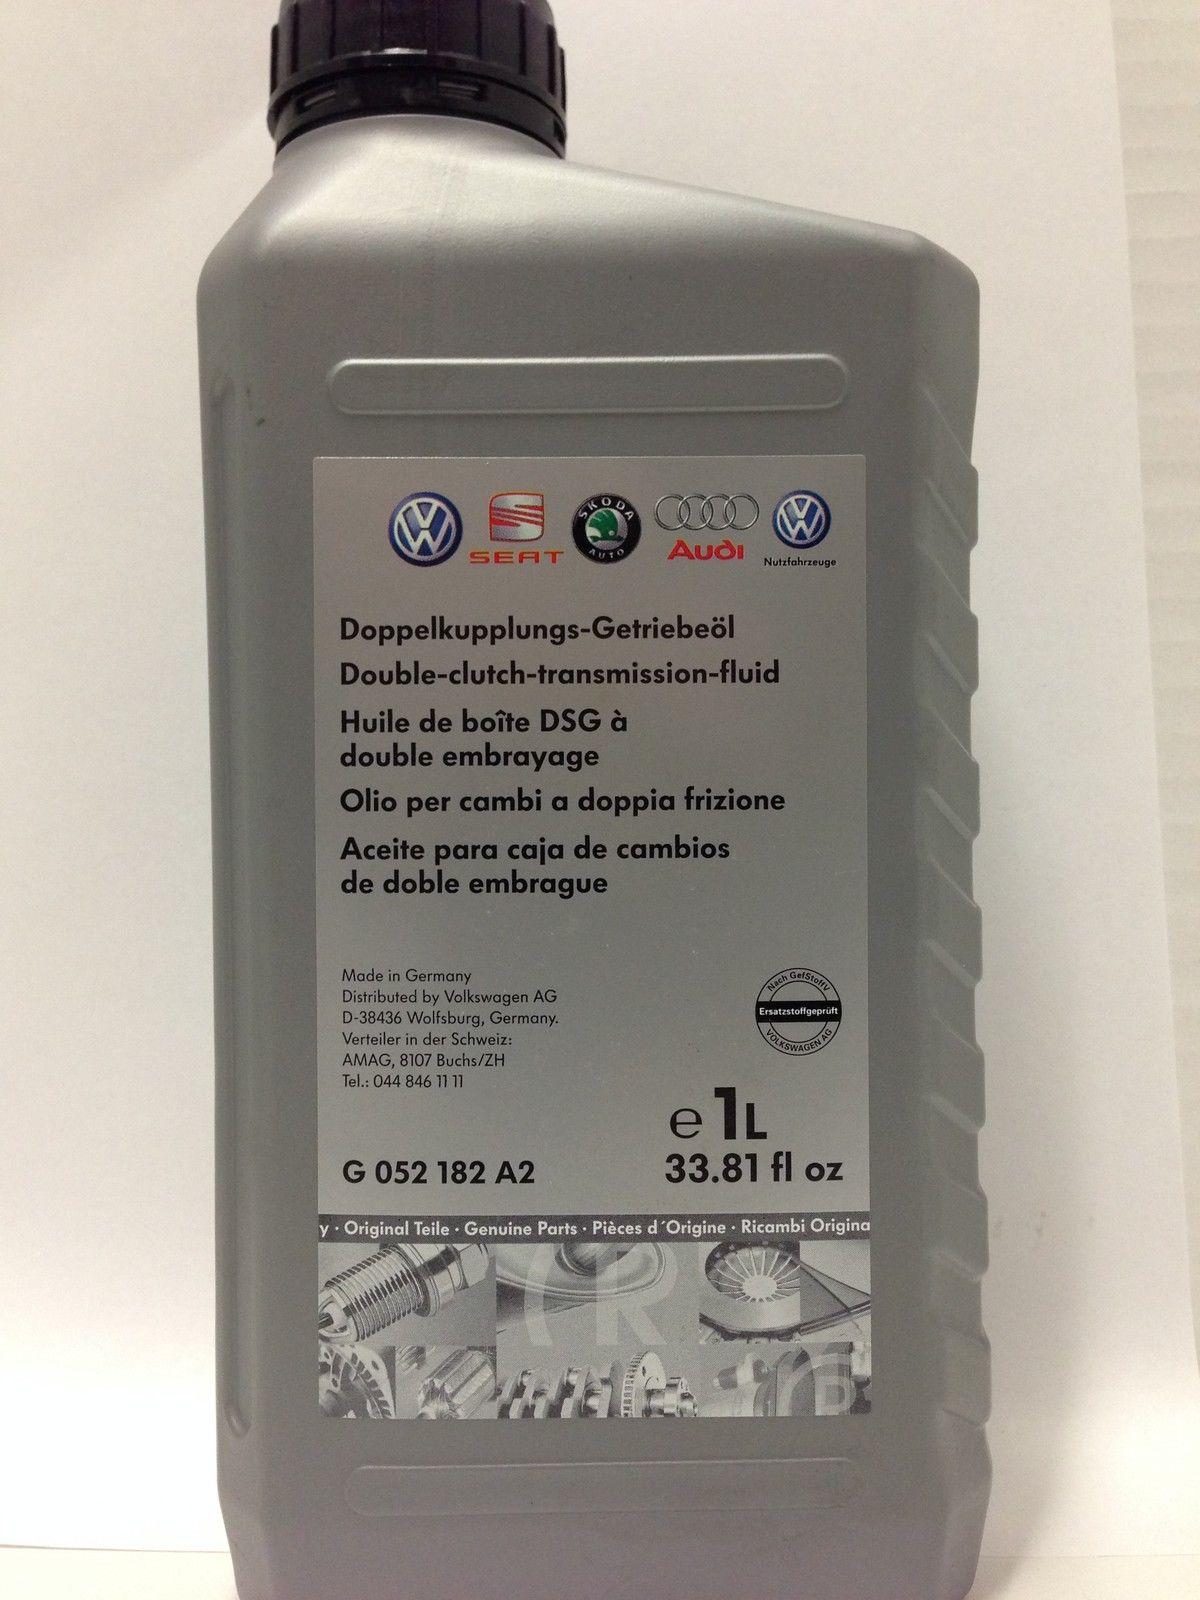 SEAT
ŠKODA
AUTO
Audi
Nutzfahrzeuge
Doppelkupplungs-Getriebeöl
Double-clutch-transmission-fluid
Huile de boîte DSG à
double embrayage
Olio per cambi a doppia frizione
Aceite para caja de cambios
de doble embrague
Made in Germany
Distributed by Volkswagen AG
D-38436 Wolfsburg, Germany.
Verteiler in der Schweiz:
AMAG, 8107 Buchs/ZH
Tel.: 044 846 11 11
Nach GefStoffV
Ersatzstoffgeprüft
VOLKSWAGEN AG
e 1L
33.81 fl oz
G 052 182 A2
y · Original Teile · Genuine Parts · Pièces d´Origine · Ricambi Origina